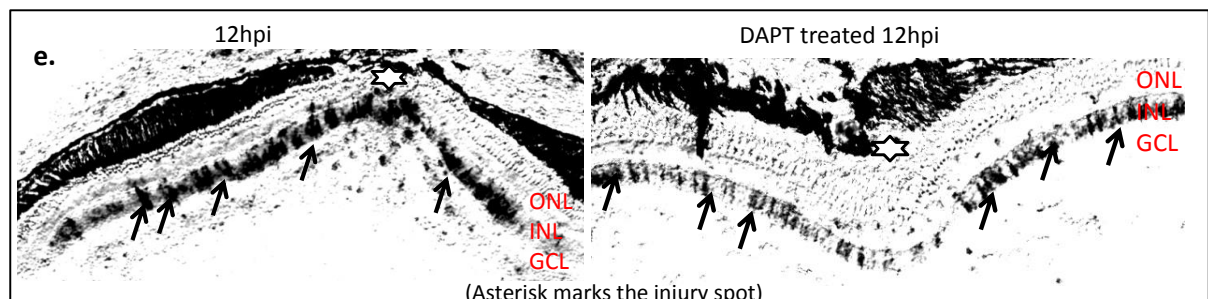 12hpi
DAPT treated 12hpi
e.
ONL
INL
GCL
ONL
INL
GCL
(Asterisk marks the injury spot)